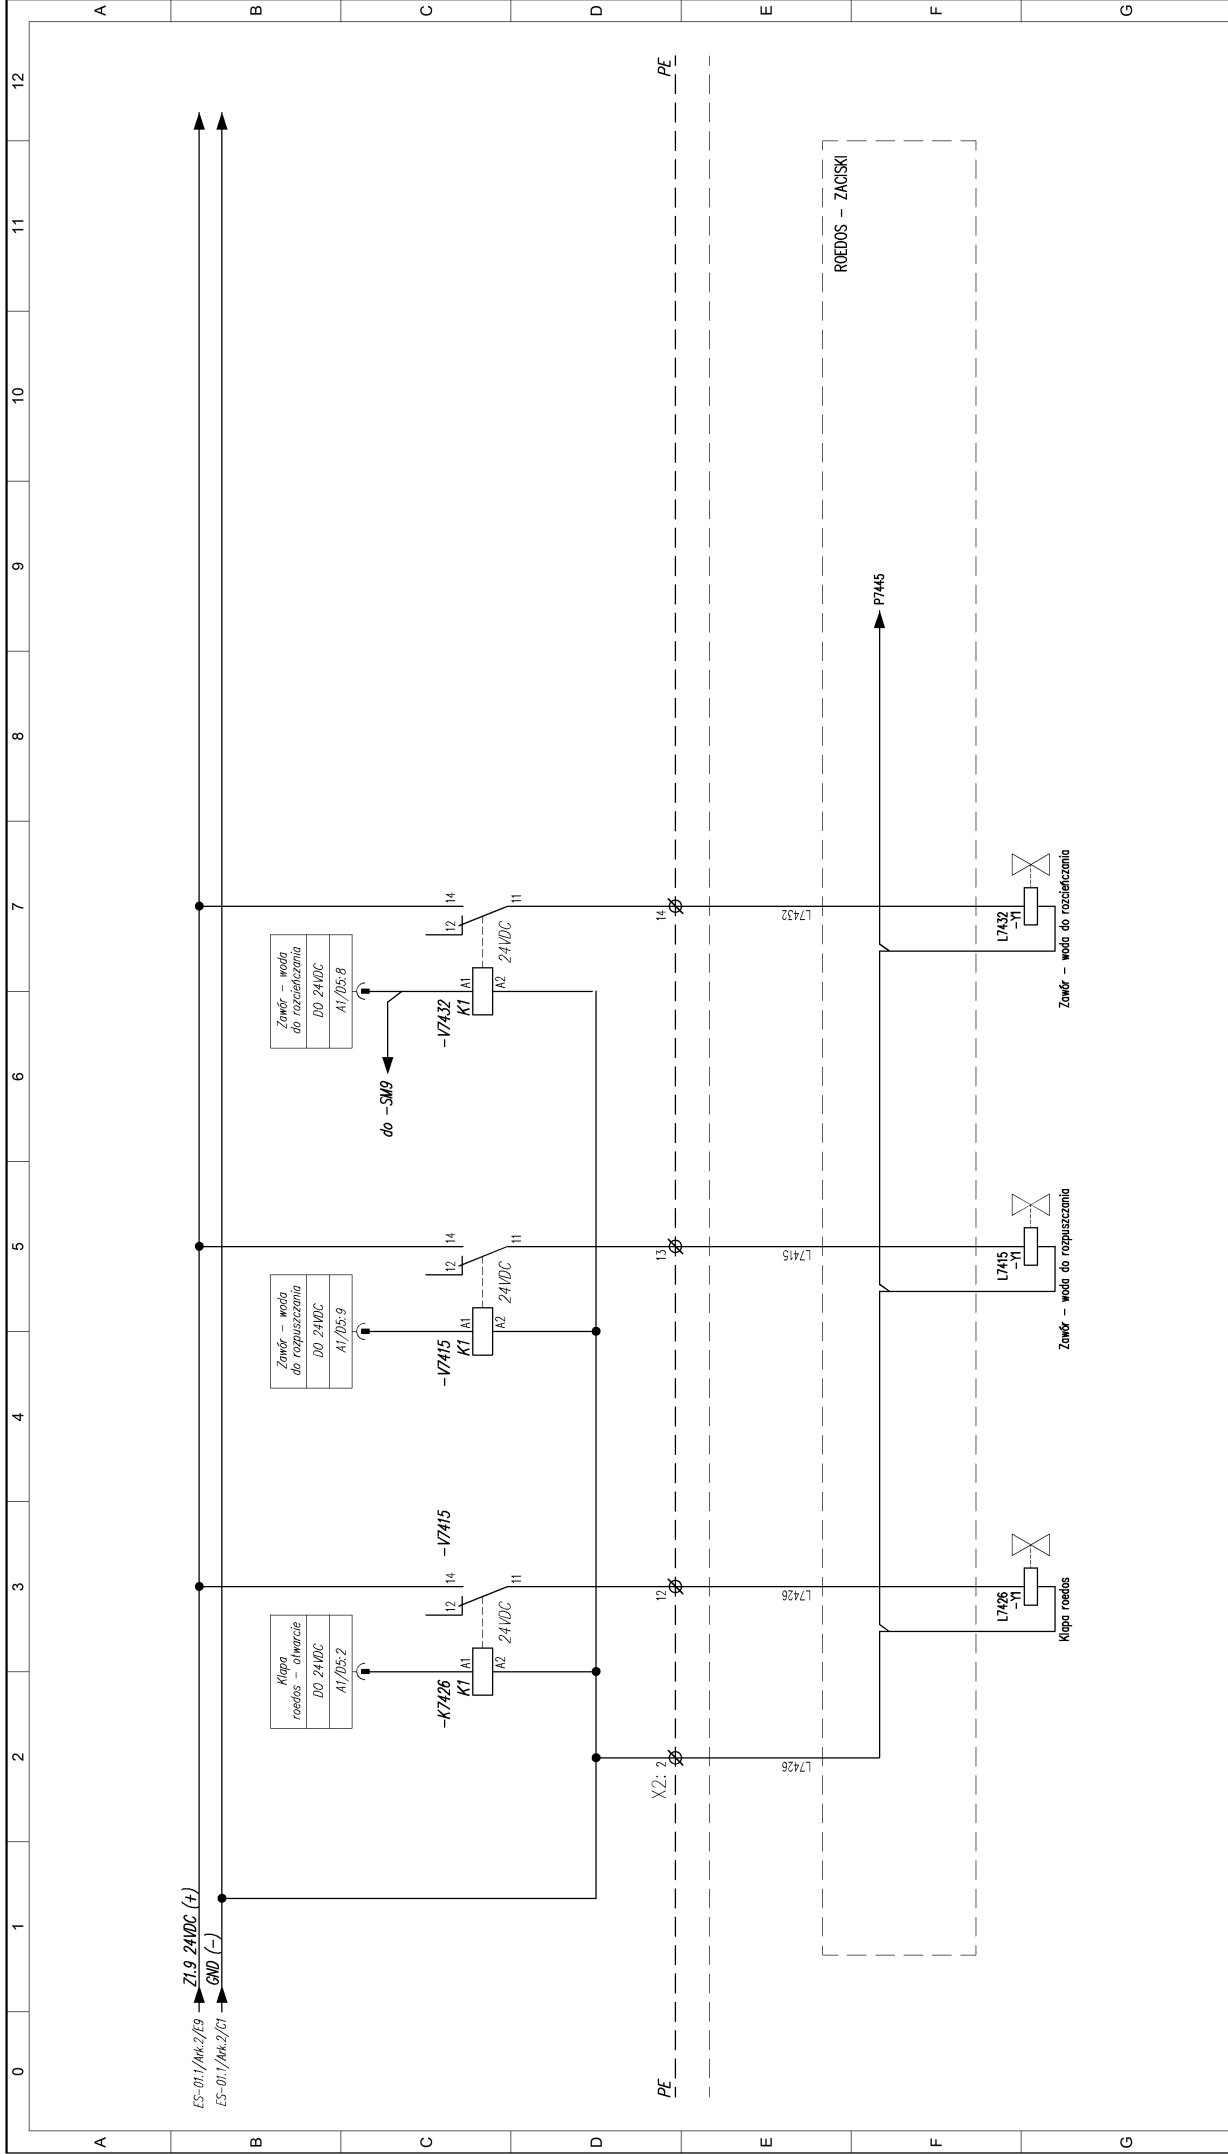 0 1 2 3 4 5 6 7 8 9 10 11 12
A
A
ES-01.1/Ark.2/E9
Z1.9 24VDC (+)
ES-01.1/Ark.2/C1
GND (-)
B
B
Klapa
roedos - otwarcie
DO 24VDC
A1/D5:2
Zawór - woda
do rozpuszczania
DO 24VDC
A1/D5:9
Zawór - woda
do rozcieńczania
DO 24VDC
A1/D5:8
do -SM9
C
C
-K7426
K1
A1
A2
24VDC
12
14
11
-V7415
-V7415
K1
A1
A2
24VDC
12
14
11
-V7432
K1
A1
A2
24VDC
12
14
11
D
D
PE
X2:
2
12
13
14
PE
E
E
L7426
L7426
L7415
L7432
ROEDOS - ZACISKI
F
F
P7445
L7426
-Y1
L7415
-Y1
L7432
-Y1
Klapa roedos
Zawór - woda do rozpuszczania
Zawór - woda do rozcieńczania
G
G